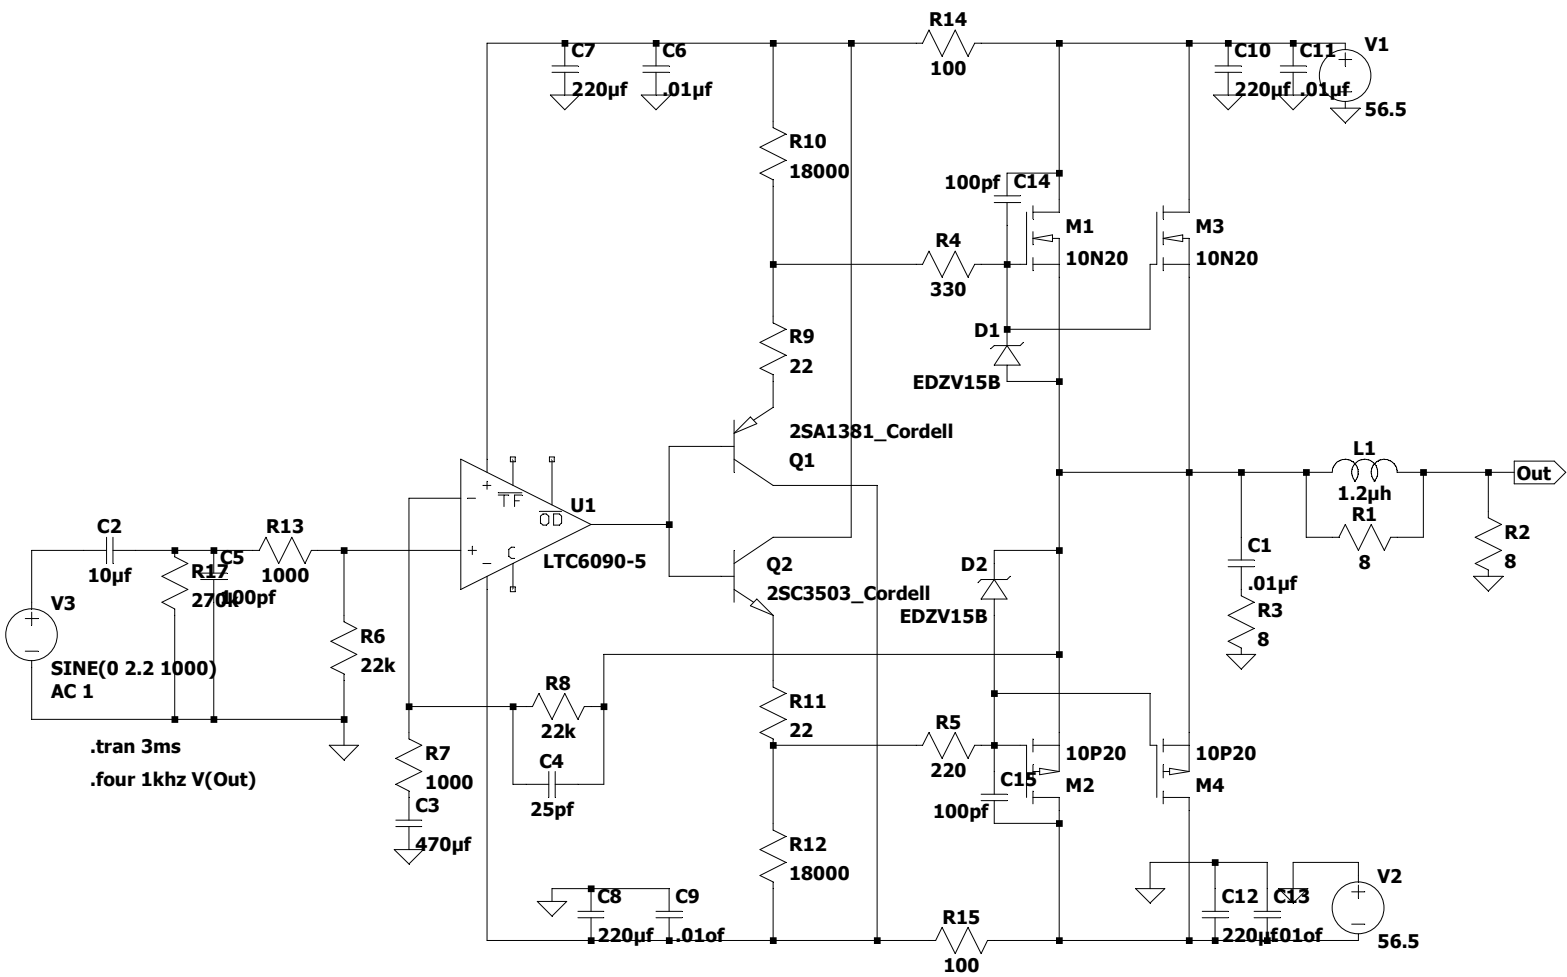 R14
100
C7
220µf
C6
.01µf
C10
220µf
C11
.01µf
V1
56.5
R10
18000
100pf
C14
M1
10N20
M3
10N20
R4
330
D1
EDZV15B
R9
22
2SA1381_Cordell
Q1
L1
1.2µh
R1
8
Out
R2
8
TF
OD
C
U1
LTC6090-5
C2
10µf
R13
1000
R17
270k
C5
100pf
V3
SINE(0 2.2 1000)
AC 1
R6
22k
Q2
2SC3503_Cordell
D2
EDZV15B
C1
.01µf
R3
8
R8
22k
C4
25pf
R7
1000
C3
470µf
.tran 3ms
.four 1khz V(Out)
R11
22
R5
220
10P20
M2
10P20
M4
C15
100pf
R12
18000
C8
220µf
C9
.01of
R15
100
C12
220µf
C13
.01of
V2
56.5